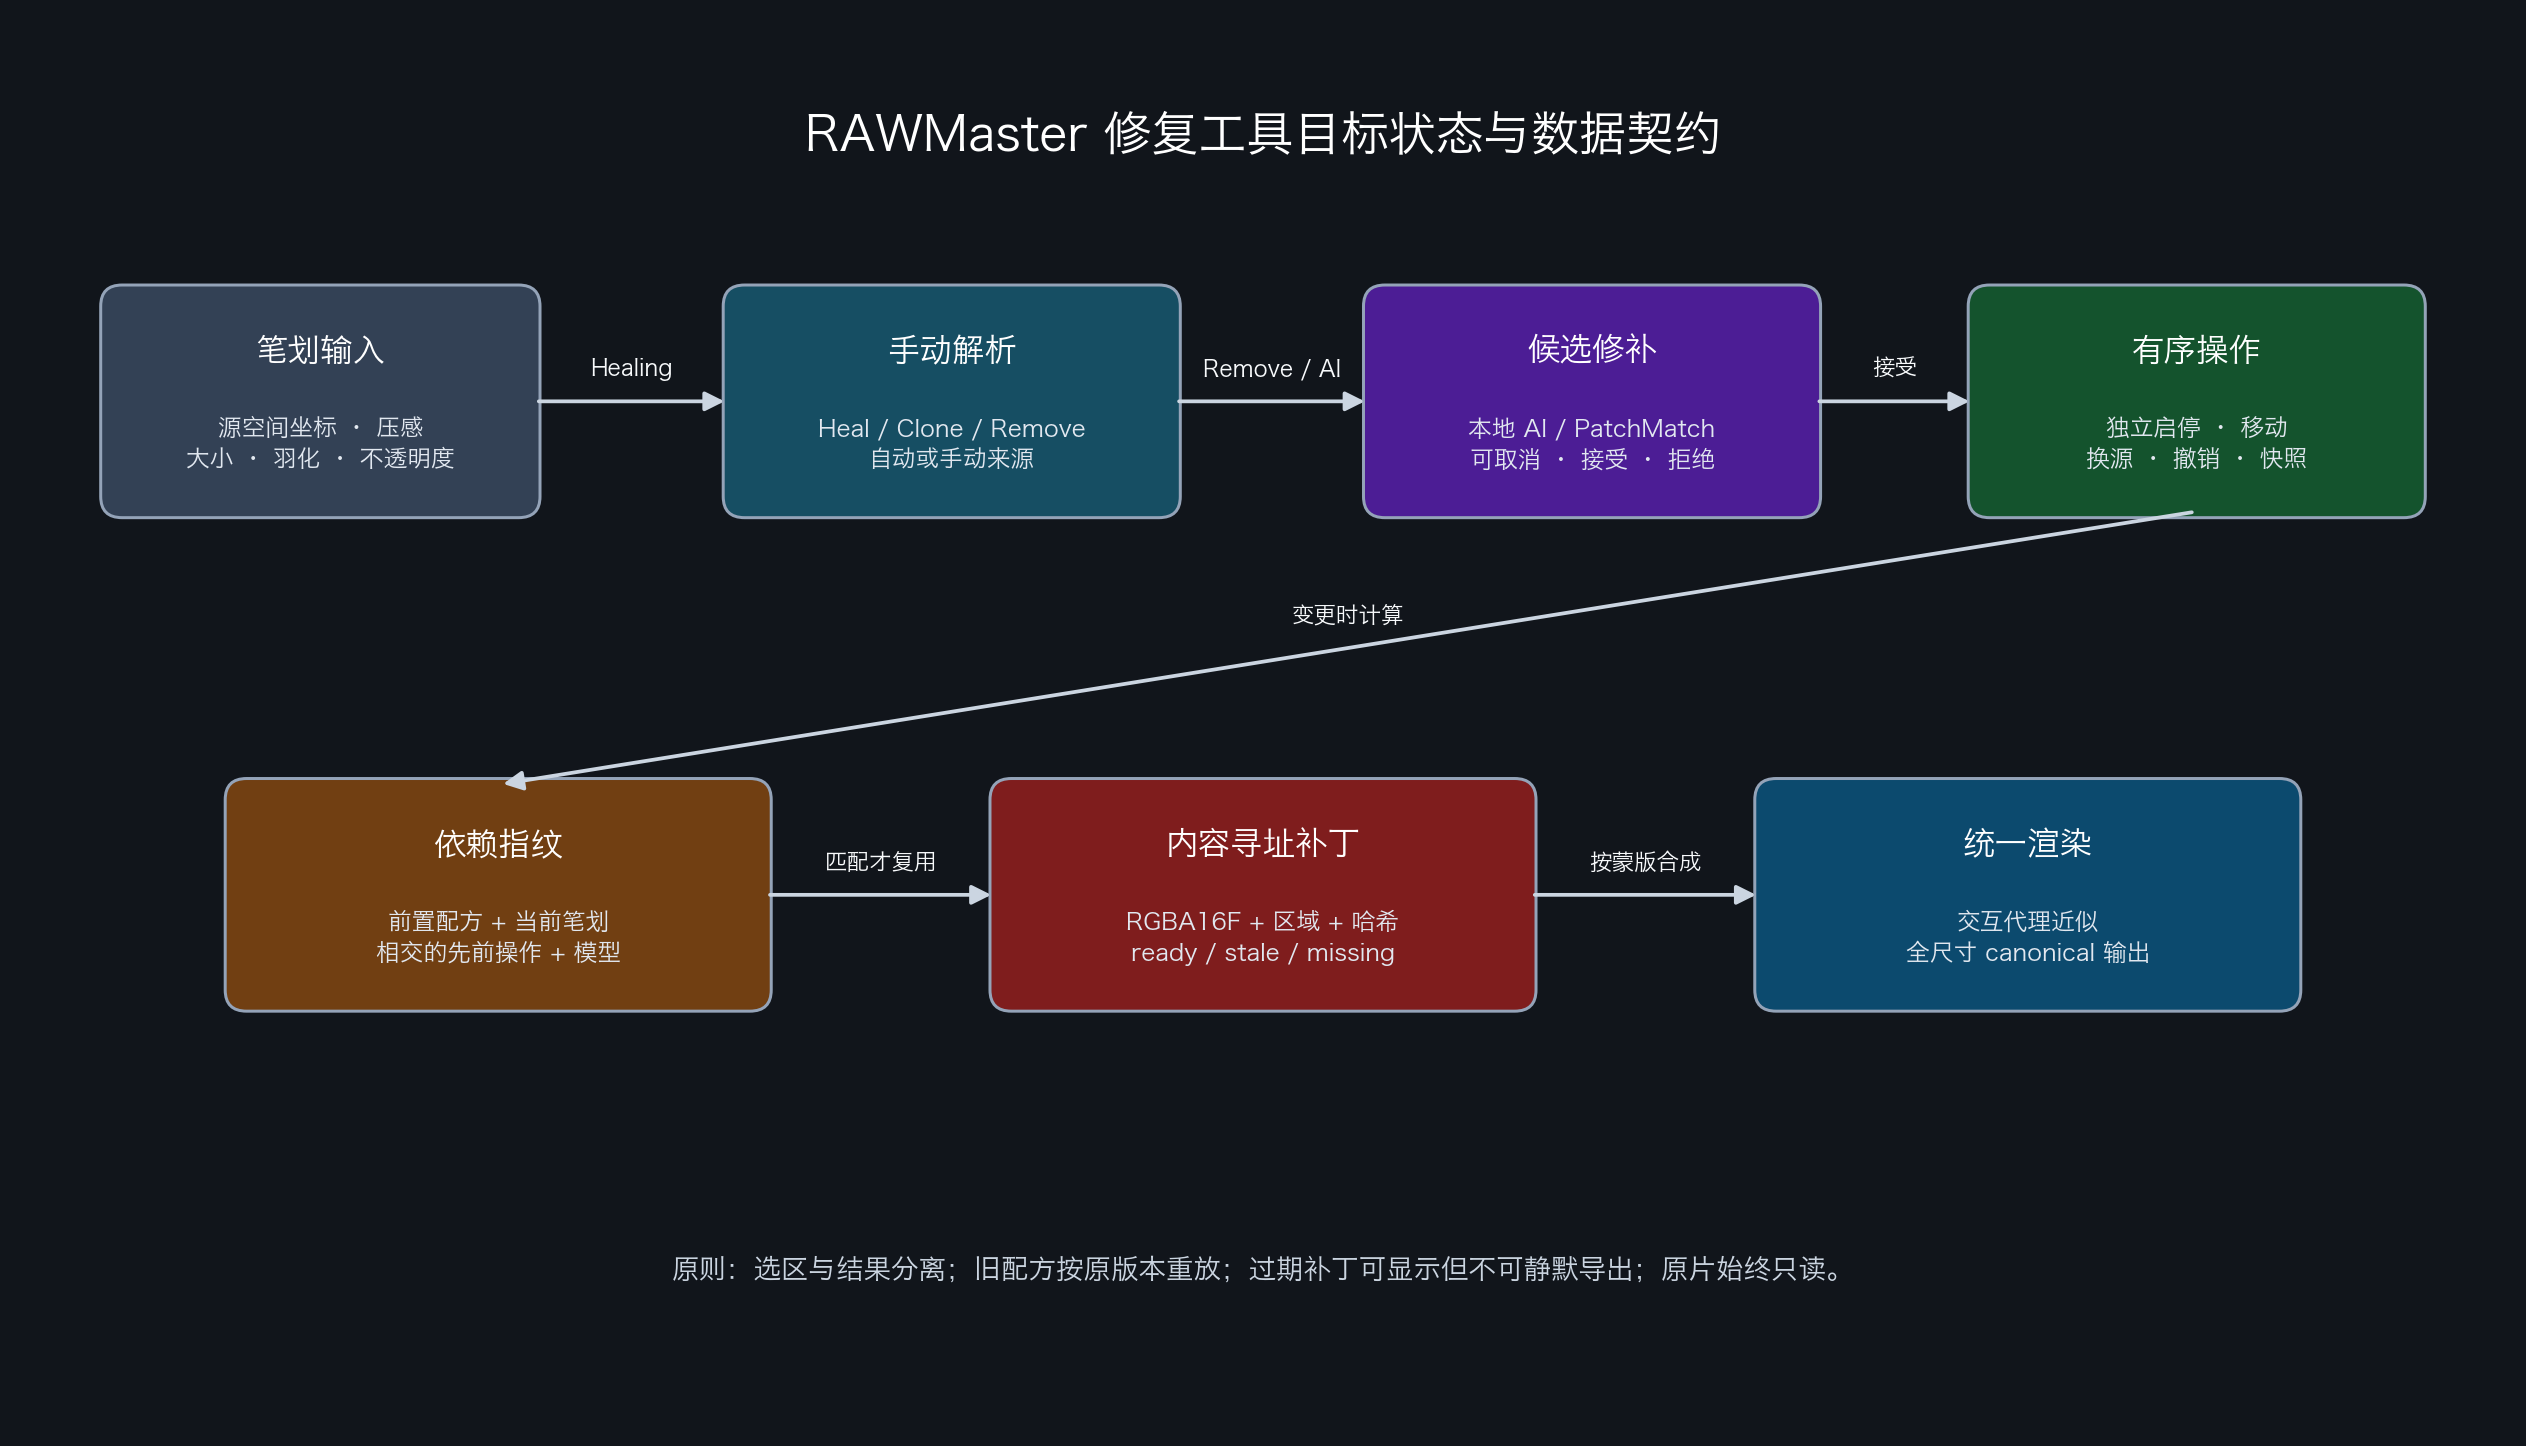 RAWMaster 修复工具目标状态与数据契约
笔划输入
源空间坐标 · 压感
大小 · 羽化 · 不透明度
Healing
手动解析
Heal / Clone / Remove
自动或手动来源
Remove / AI
候选修补
本地 AI / PatchMatch
可取消 · 接受 · 拒绝
接受
有序操作
独立启停 · 移动
换源 · 撤销 · 快照
变更时计算
依赖指纹
前置配方 + 当前笔划
相交的先前操作 + 模型
匹配才复用
内容寻址补丁
RGBA16F + 区域 + 哈希
ready / stale / missing
按蒙版合成
统一渲染
交互代理近似
全尺寸 canonical 输出
原则：选区与结果分离；旧配方按原版本重放；过期补丁可显示但不可静默导出；原片始终只读。